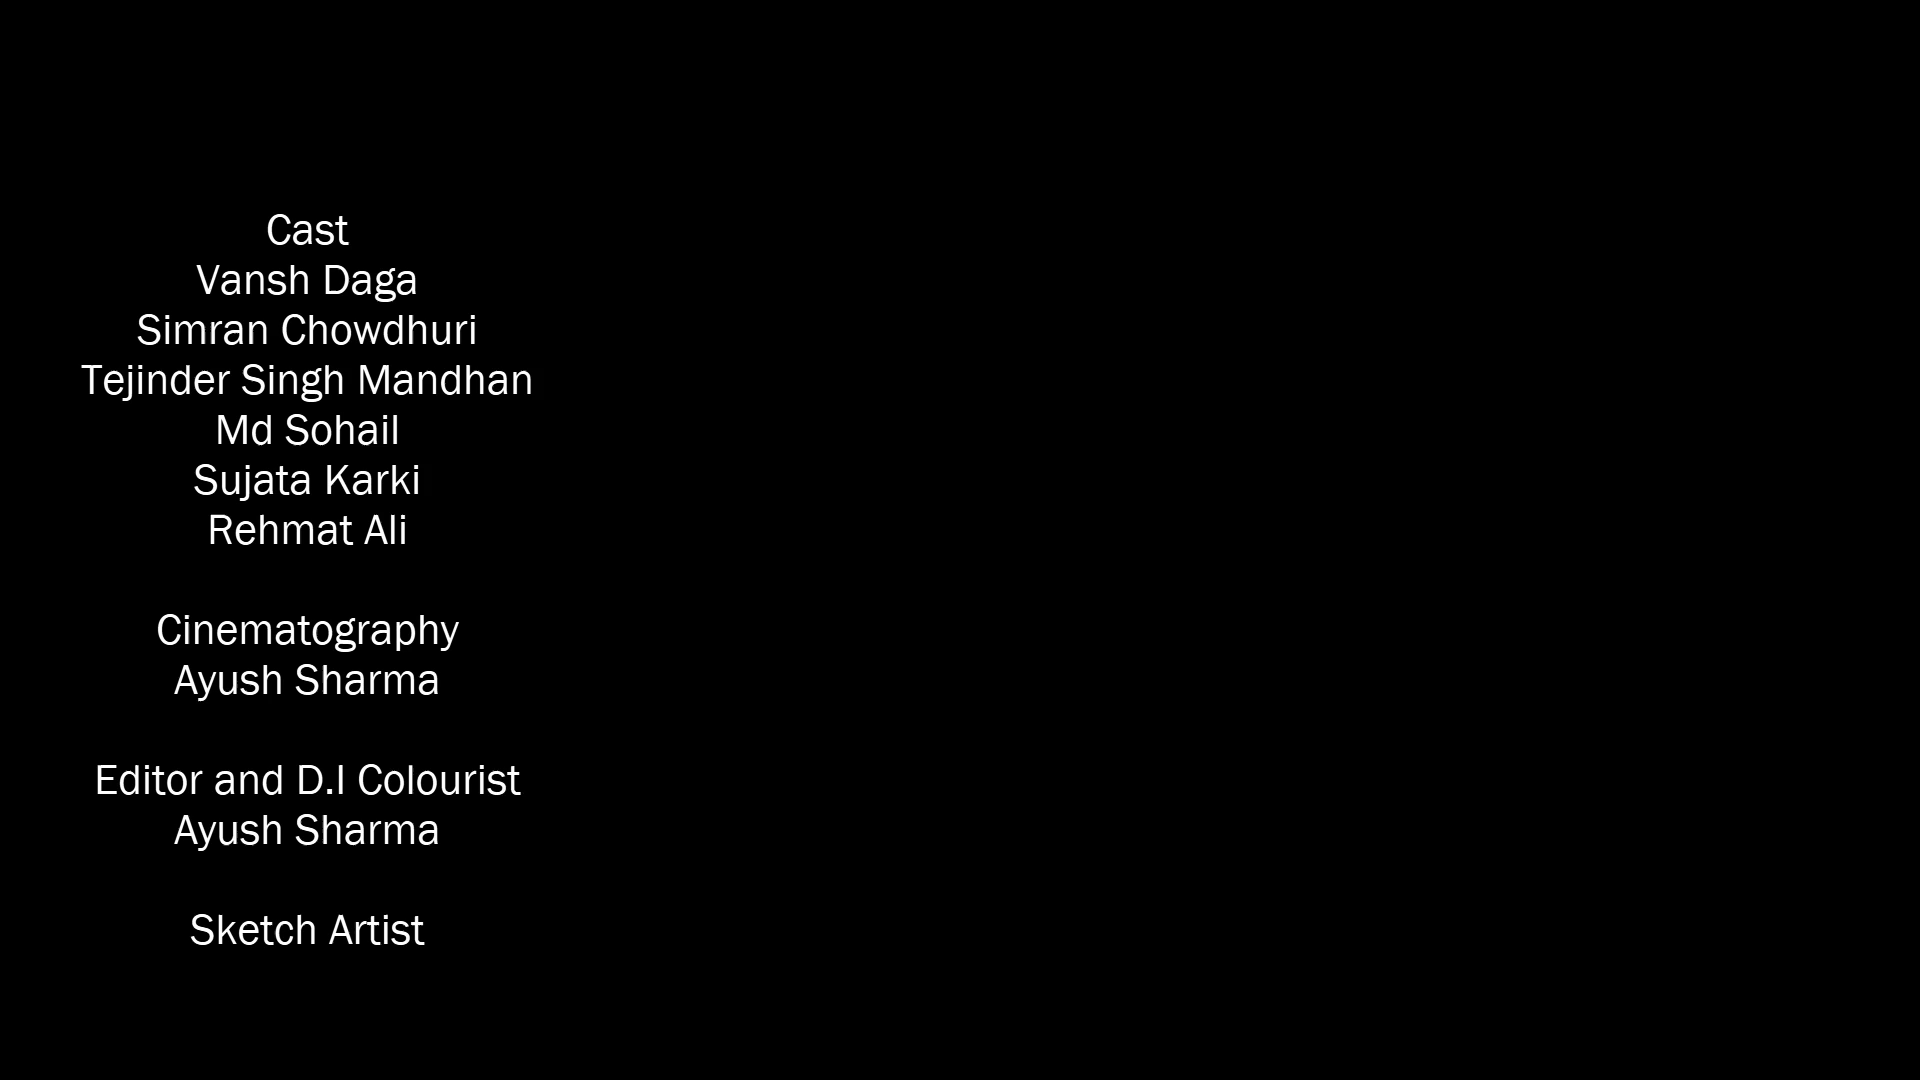 Cast
Vansh Daga
Simran Chowdhuri
Tejinder Singh Mandhan
Md Sohail
Sujata Karki
Rehmat Ali
Cinematography
Ayush Sharma
Editor and D.I Colourist
Ayush Sharma
Sketch Artist